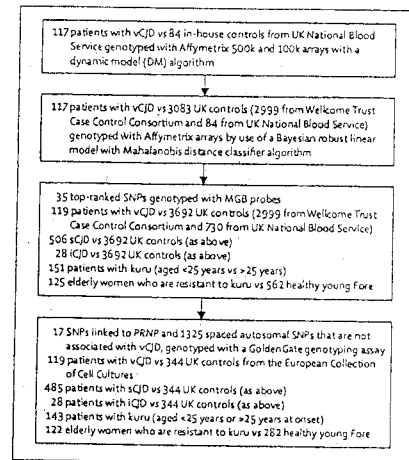 117 patients with vCJD vs 84 in-house controls from UK National Blood
Service genotyped with Affymetrix 500k and 100k arrays with a
dynamic model (DM) algorithm
117 patients with vCJD vs 3083 UK controls (2999 from Wellcome Trust
Case Control Consortium and 84 from UK National Blood Service)
genotyped with Affymetrix arrays by use of a Bayesian robust linear
model with Mahalanobis distance classifier algorithm
35 top-ranked SNPs genotyped with MGB probes
119 patients with vCJD vs 3692 UK controls (2999 from Wellcome Trust
Case Control Consortium and 730 from UK National Blood Service)
506 sCJD vs 3692 UK controls (as above)
28 iCJD vs 3692 UK controls (as above)
151 patients with kuru (aged <25 years vs >25 years)
125 elderly women who are resistant to kuru vs 562 healthy young Fore
17 SNPs linked to PRNP and 1325 spaced autosomal SNPs that are not
associated with vCJD, genotyped with a GoldenGate genotyping assay
119 patients with vCJD vs 344 UK controls from the European Collection
of Cell Cultures
485 patients with sCJD vs 344 UK controls (as above)
28 patients with iCJD vs 344 UK controls (as above)
143 patients with kuru (aged <25 years or >25 years at onset)
122 elderly women who are resistant to kuru vs 282 healthy young Fore